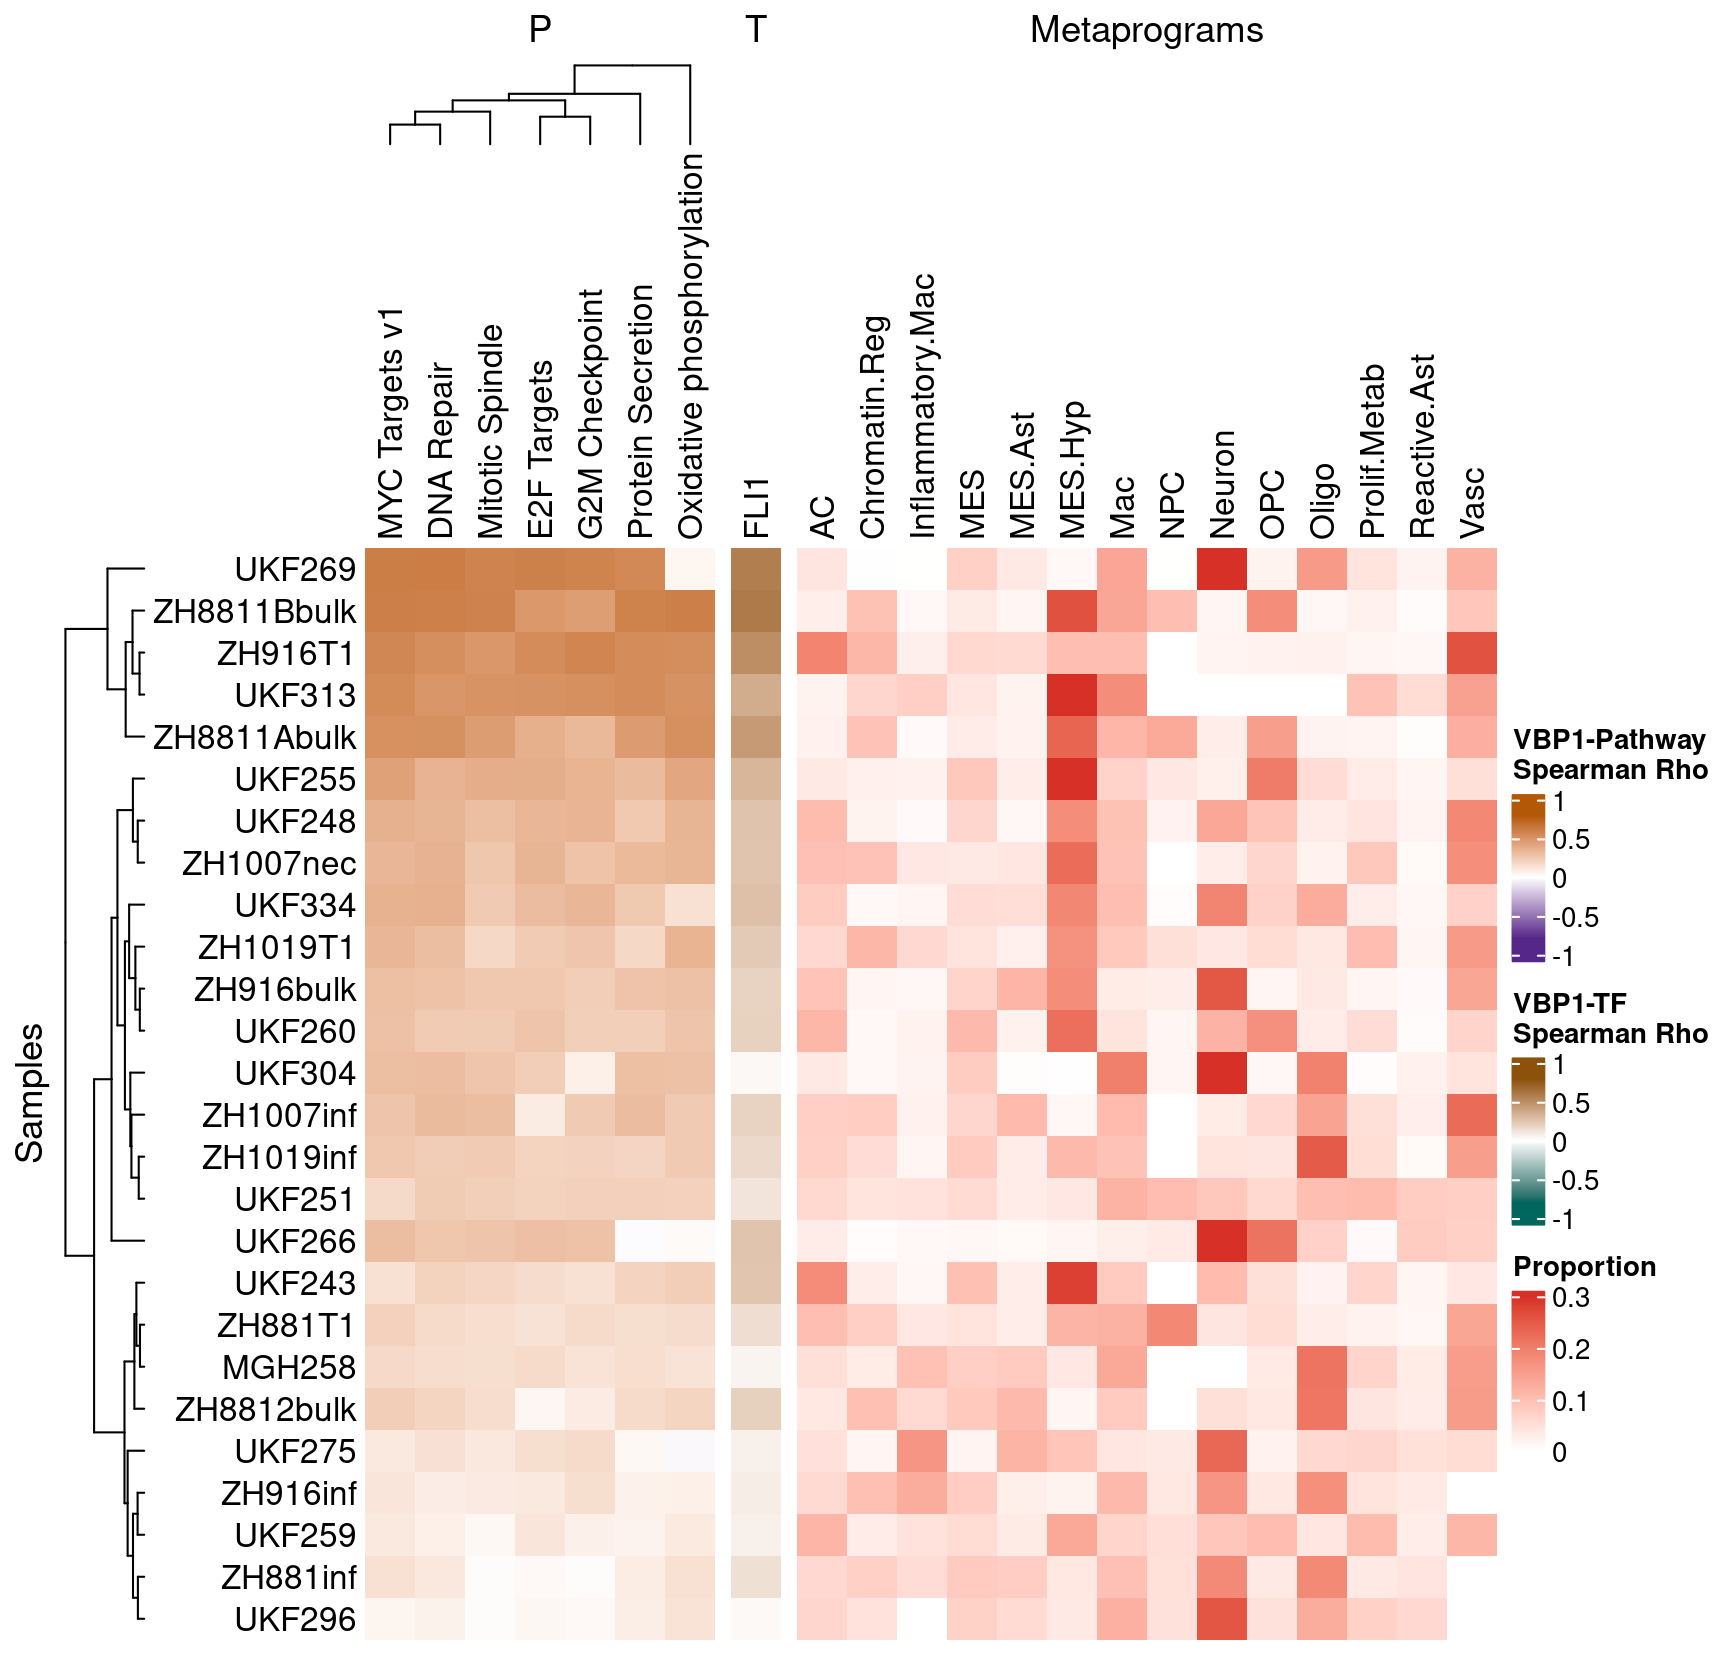 P
T
Metaprograms
MYC Targets v1
DNA Repair
Mitotic Spindle
E2F Targets
G2M Checkpoint
Protein Secretion
Oxidative phosphorylation
FLI1
AC
Chromatin.Reg
Inflammatory.Mac
MES
MES.Ast
MES.Hyp
Mac
NPC
Neuron
OPC
Oligo
Prolif.Metab
Reactive.Ast
Vasc
Samples
UKF269
ZH8811Bbulk
ZH916T1
UKF313
ZH8811Abulk
UKF255
UKF248
ZH1007nec
UKF334
ZH1019T1
ZH916bulk
UKF260
UKF304
ZH1007inf
ZH1019inf
UKF251
UKF266
UKF243
ZH881T1
MGH258
ZH8812bulk
UKF275
ZH916inf
UKF259
ZH881inf
UKF296
VBP1-Pathway
Spearman Rho
1
0.5
0
-0.5
-1
VBP1-TF
Spearman Rho
1
0.5
0
-0.5
-1
Proportion
0.3
0.2
0.1
0